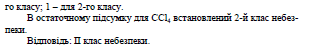 го класу; 1 – для 2-го класу.
В остаточному підсумку для CCl₄ встановлений 2-й клас небез-
пеки.
Відповідь: II клас небезпеки.